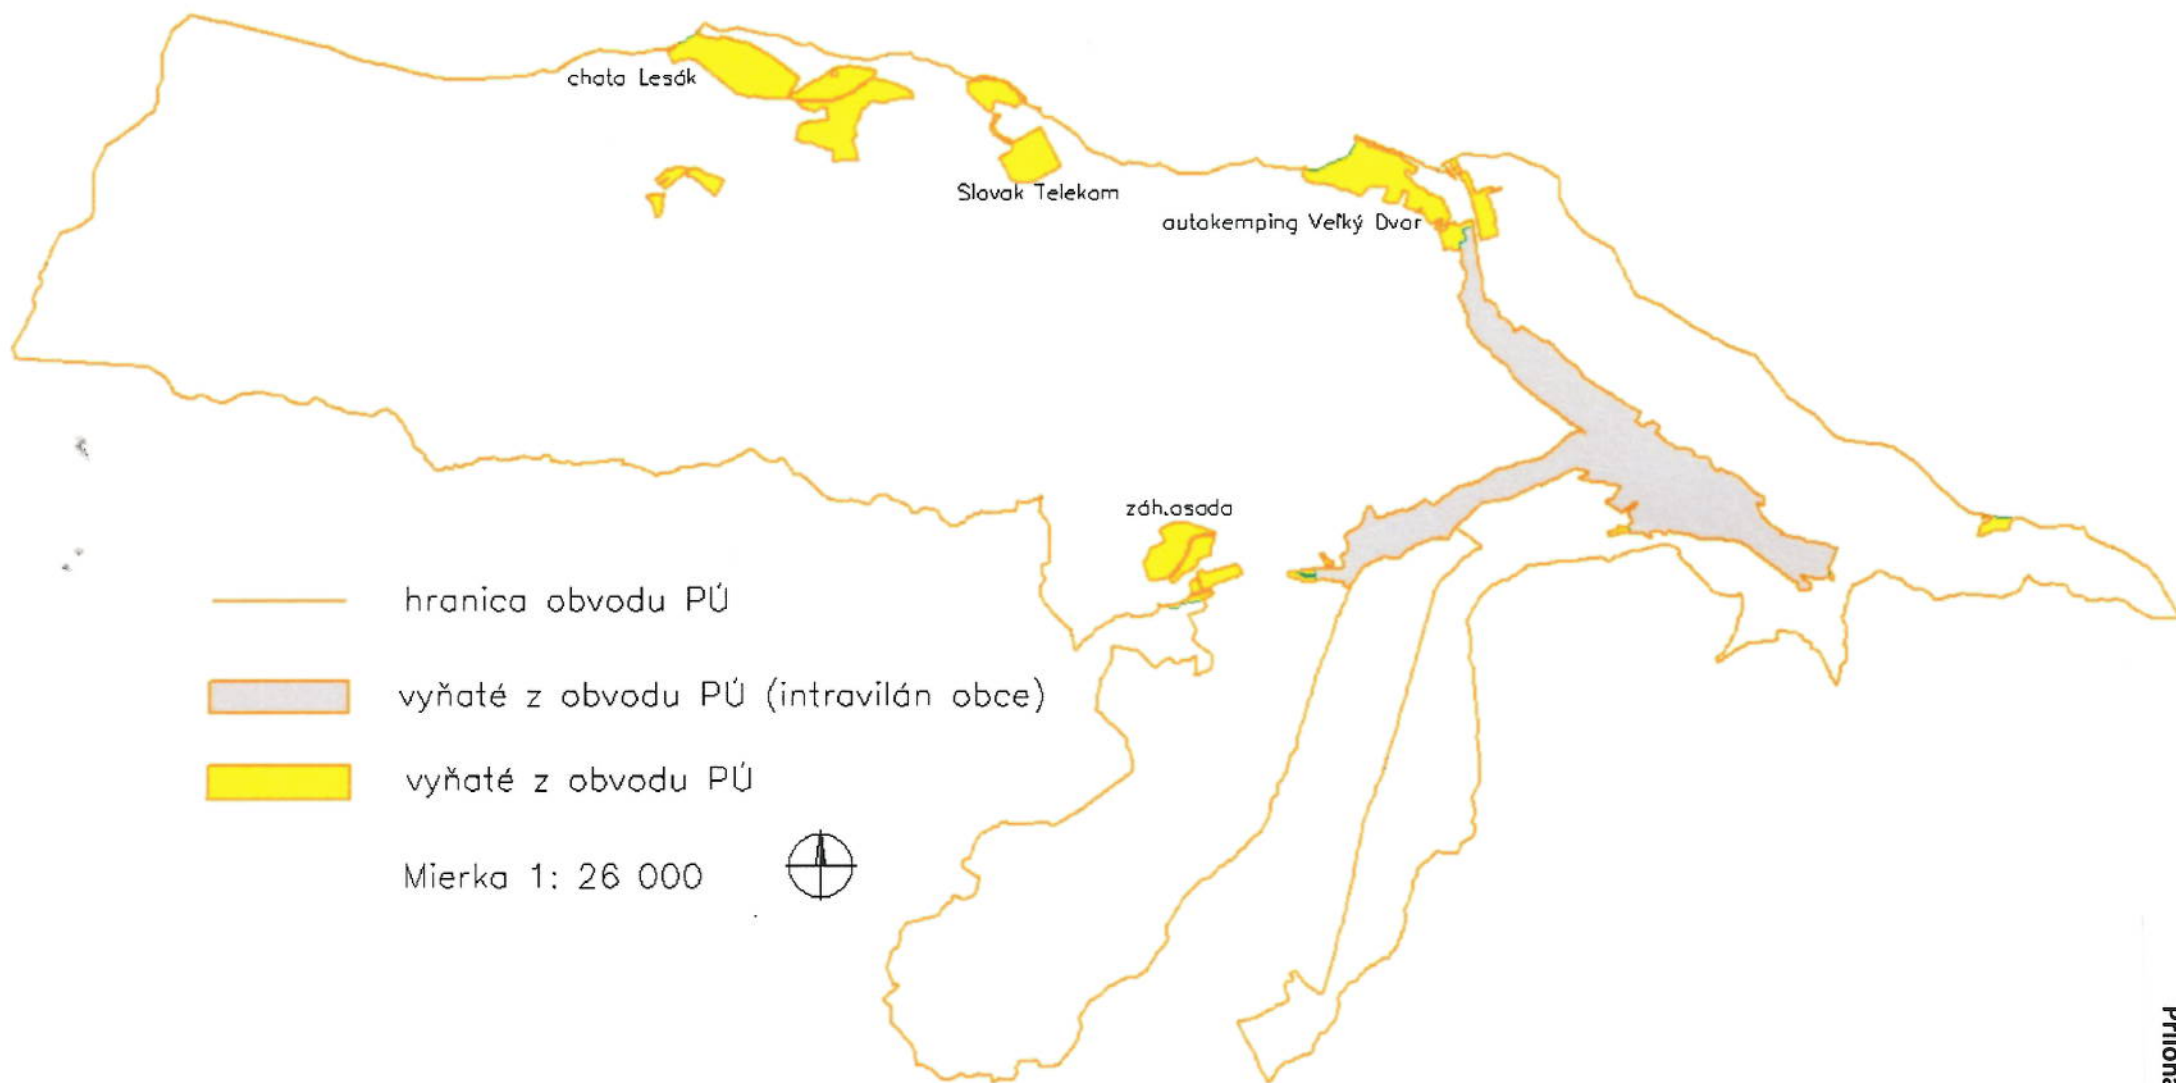 chata Lesák
Slovak Telekom
autokemping Veľký Dvor
záh.osada
hranica obvodu PÚ
vyňaté z obvodu PÚ (intravilán obce)
vyňaté z obvodu PÚ
Mierka 1: 26 000